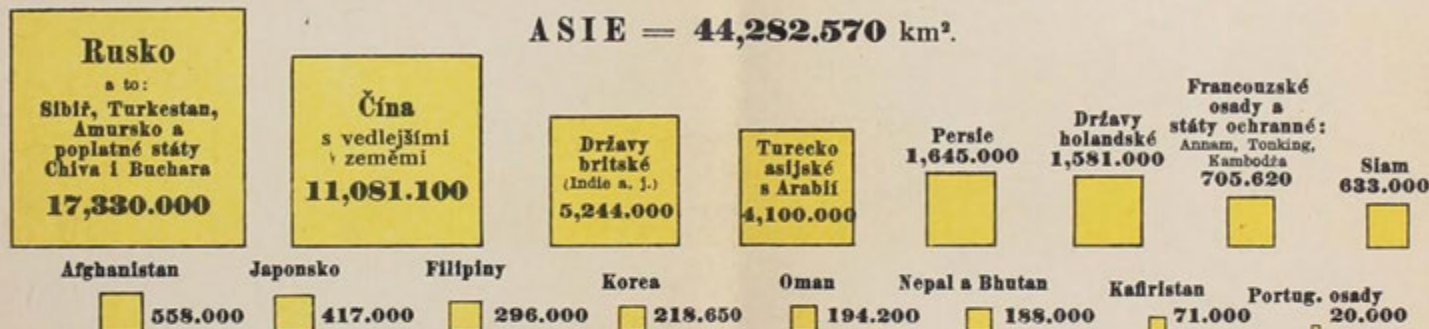 ASIE = 44,282.570 km².
Rusko
a to:
Sibiř, Turkestan,
Amursko a
poplatné státy
Chiva i Buchara
17,330.000
Čína
s vedlejšími
zeměmi
11,081.100
Državy
britské
(Indie a. j.)
5,244.000
Turecko
asijské
s Arabií
4,100.000
Persie
1,645.000
Državy
holandské
1,581.000
Francouzské
osady a
státy ochranné:
Annam, Tonking,
Kambodža
705.620
Siam
633.000
Afghanistan
558.000
Japonsko
417.000
Filipiny
296.000
Korea
218.650
Oman
194.200
Nepal a Bhutan
188.000
Kafiristan
71.000
Portug. osady
20.000